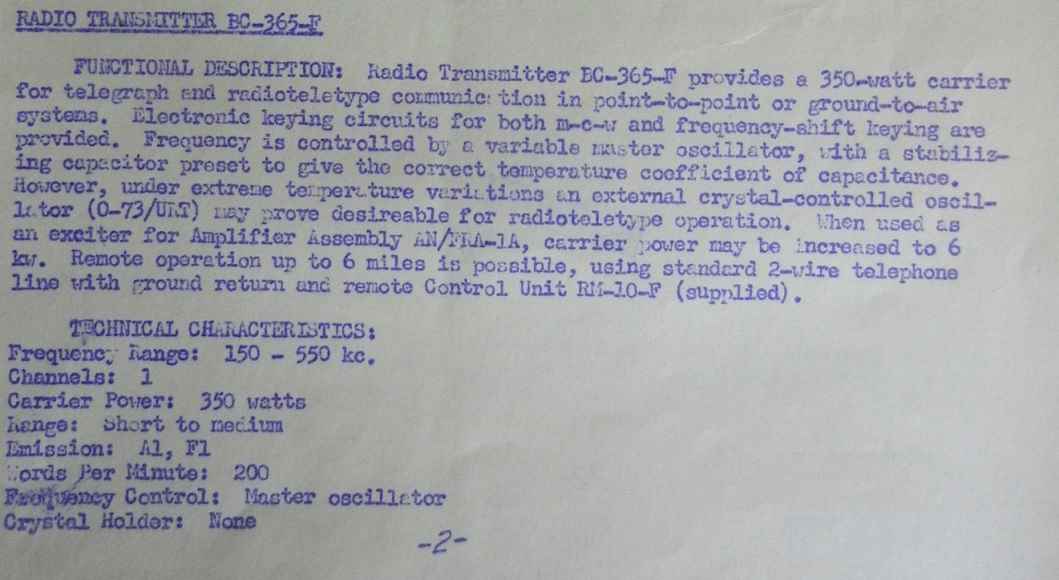 RADIO TRANSMITTER BC-365-F
FUNCTIONAL DESCRIPTION: Radio Transmitter BC-365-F provides a 350-watt carrier
for telegraph and radioteletype communication in point-to-point or ground-to-air
systems. Electronic keying circuits for both m-c-w and frequency-shift keying are
provided. Frequency is controlled by a variable master oscillator, with a stabiliz-
ing capacitor preset to give the correct temperature coefficient of capacitance.
However, under extreme temperature variations an external crystal-controlled oscil-
lator (O-73/URT) may prove desireable for radioteletype operation. When used as
an exciter for Amplifier Assembly AN/FRA-1A, carrier power may be increased to 6
kw. Remote operation up to 6 miles is possible, using standard 2-wire telephone
line with ground return and remote Control Unit RM-10-F (supplied).
TECHNICAL CHARACTERISTICS:
Frequency Range: 150 - 550 kc.
Channels: 1
Carrier Power: 350 watts
Range: Short to medium
Emission: A1, F1
Words Per Minute: 200
Frequency Control: Master oscillator
Crystal Holder: None
-2-